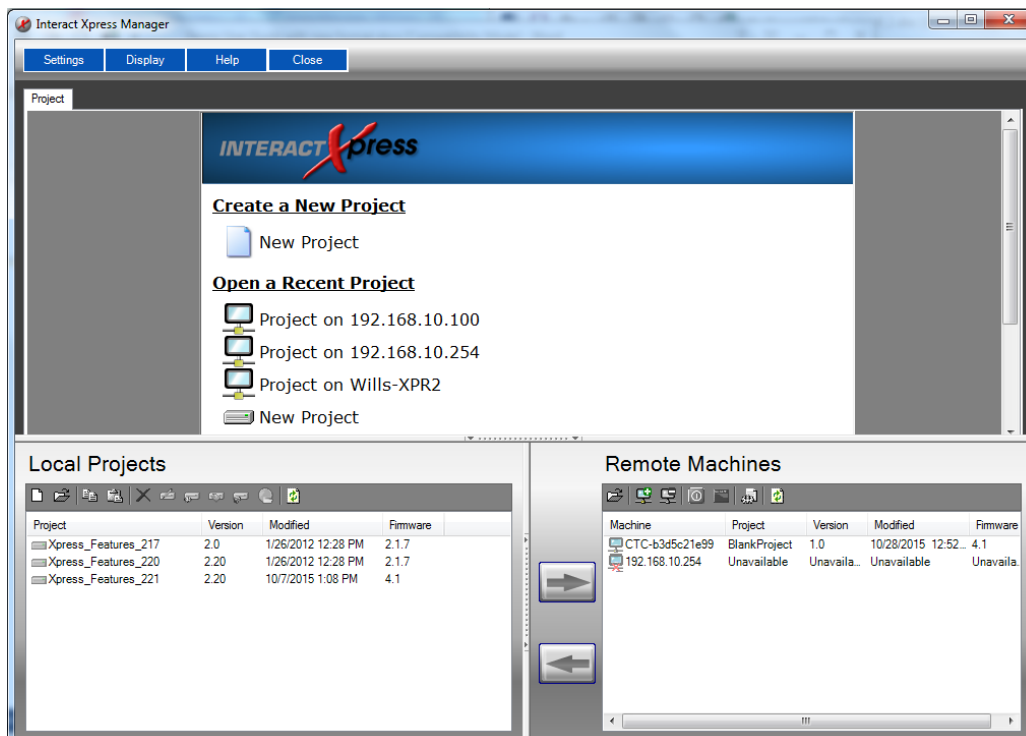 Interact Xpress Manager
Settings Display Help Close
Project
INTERACT Xpress
Create a New Project
New Project
Open a Recent Project
Project on 192.168.10.100
Project on 192.168.10.254
Project on Wills-XPR2
New Project
Local Projects
Project Version Modified Firmware
Xpress_Features_217 2.0 1/26/2012 12:28 PM 2.1.7
Xpress_Features_220 2.20 1/26/2012 12:28 PM 2.1.7
Xpress_Features_221 2.20 10/7/2015 1:08 PM 4.1
Remote Machines
Machine Project Version Modified Firmware
CTC-b3d5c21e99 BlankProject 1.0 10/28/2015 12:52... 4.1
192.168.10.254 Unavailable Unavaila... Unavailable Unavaila.